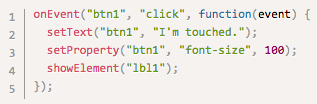 1 onEvent("btn1", "click", function(event) {
2   setText("btn1", "I'm touched.");
3   setProperty("btn1", "font-size", 100);
4   showElement("lbl1");
5 });